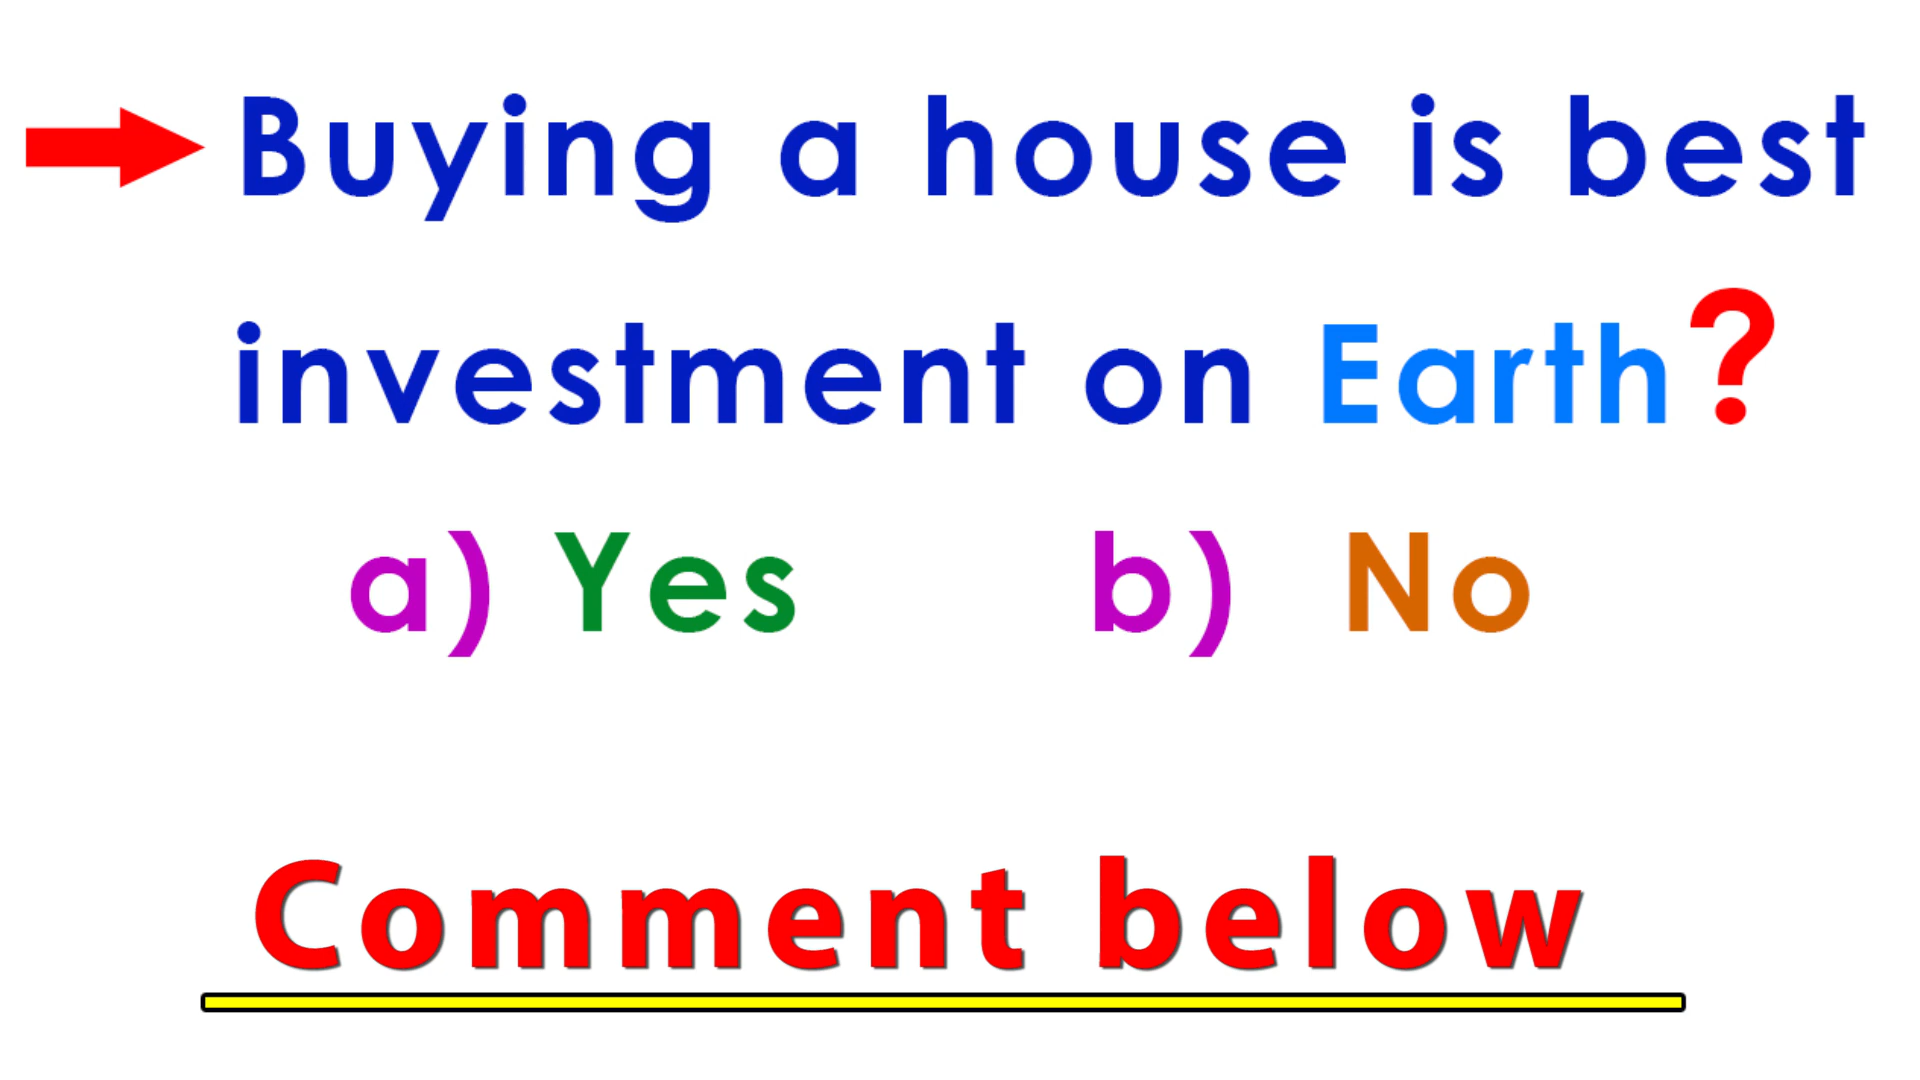 Buying a house is best
investment on Earth?
a) Yes b) No
Comment below